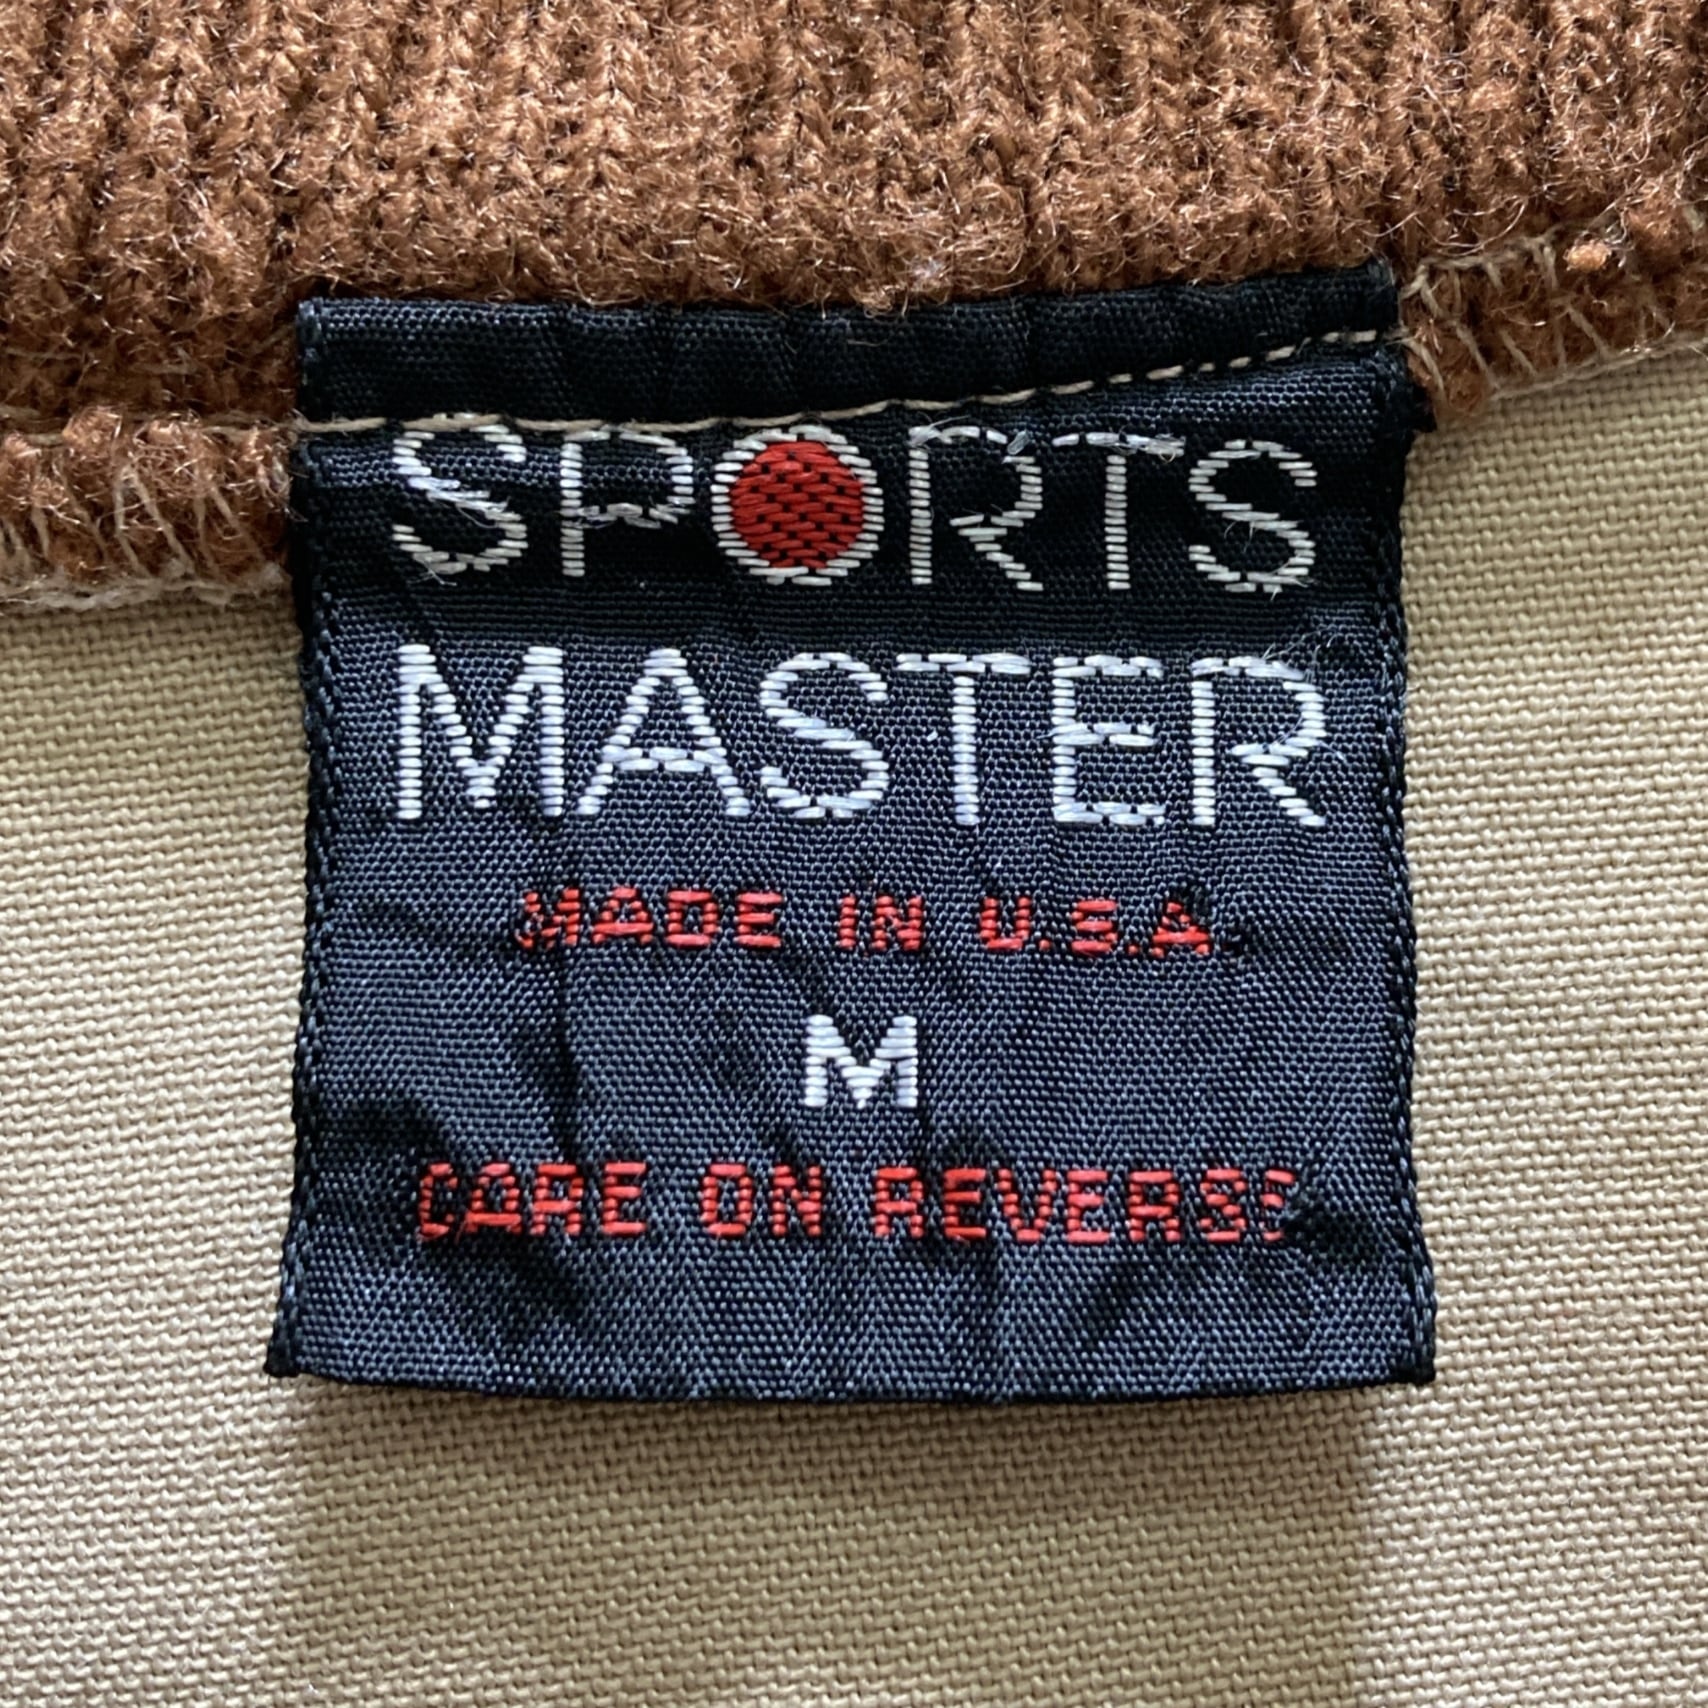 SPORTS
MASTER
MADE IN U.S.A.
M
CARE ON REVERSE